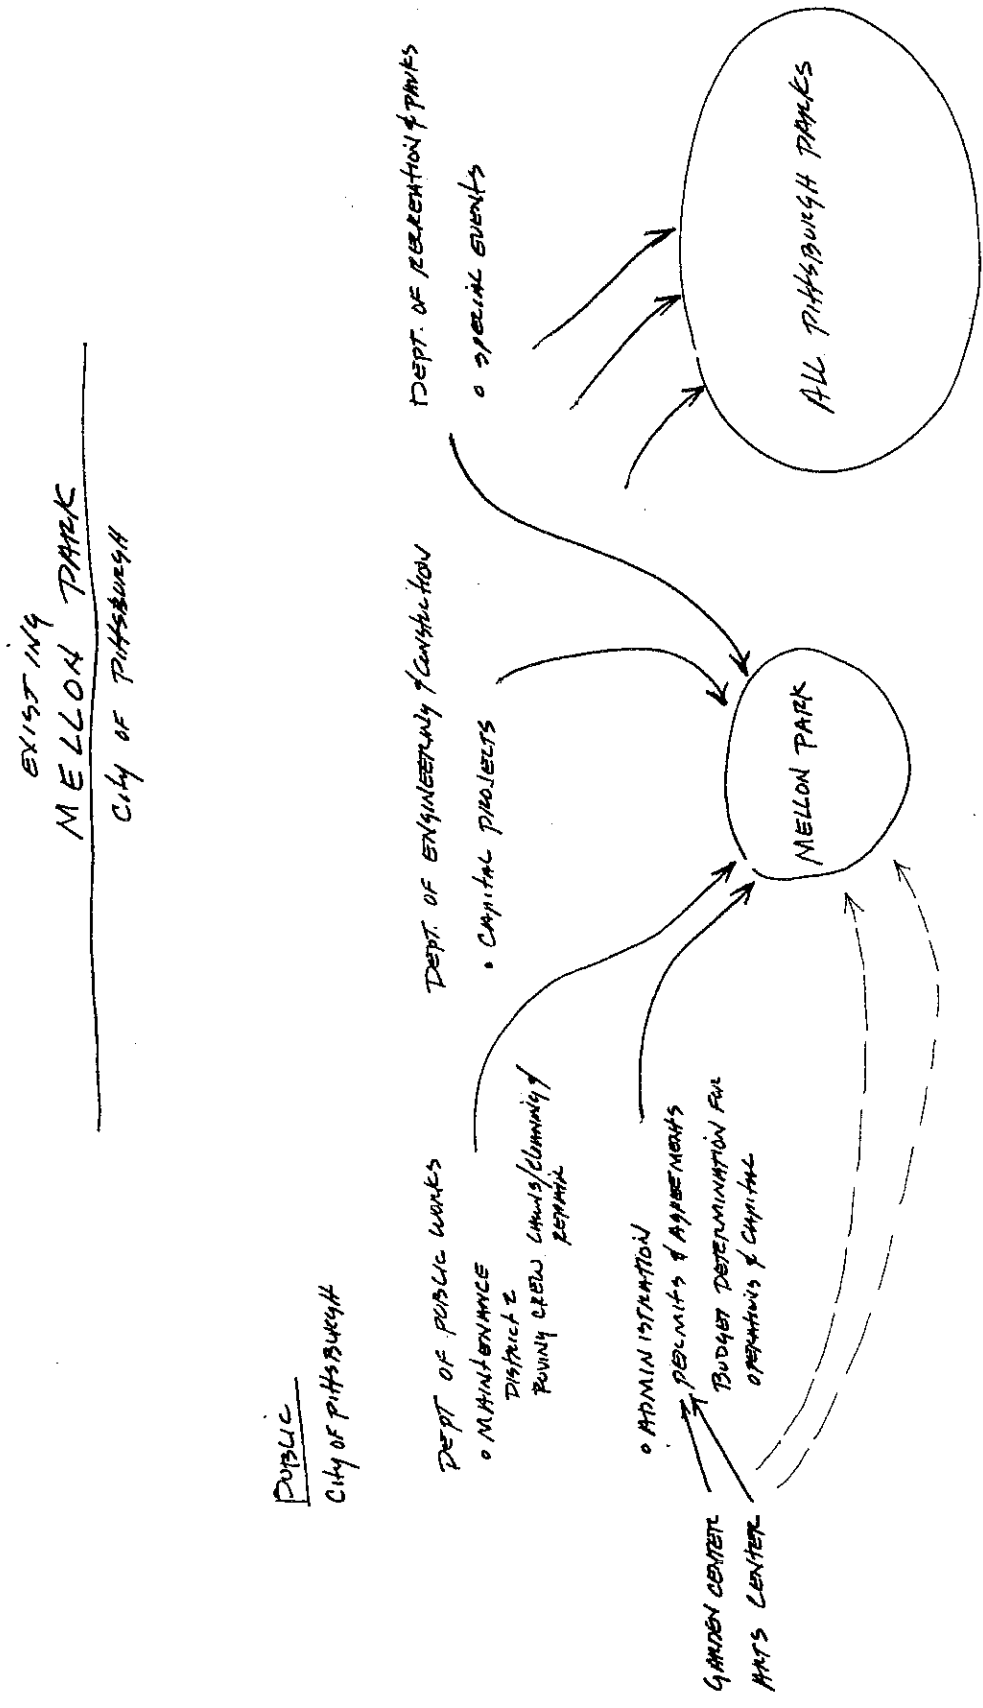 EXISTING
MELLON PARK
City OF PittsBURGH
PUBLIC
City OF PittsBURGH
DEPT OF PUBLIC WORKS
o MAINTENANCE
DISTRICT 2
ROVING CREW LAWNS/CLEANING &
REPAIR
o ADMINISTRATION
PERMITS & AGREEMENTS
BUDGET DETERMINATION FOR
OPERATING & CAPITAL
GARDEN CENTER
ARTS CENTER
DEPT. OF ENGINEERING & CONSTRUCTION
• CAPITAL PROJECTS
DEPT. OF RECREATION & PARKS
o SPECIAL EVENTS
MELLON PARK
ALL PITTSBURGH PARKS